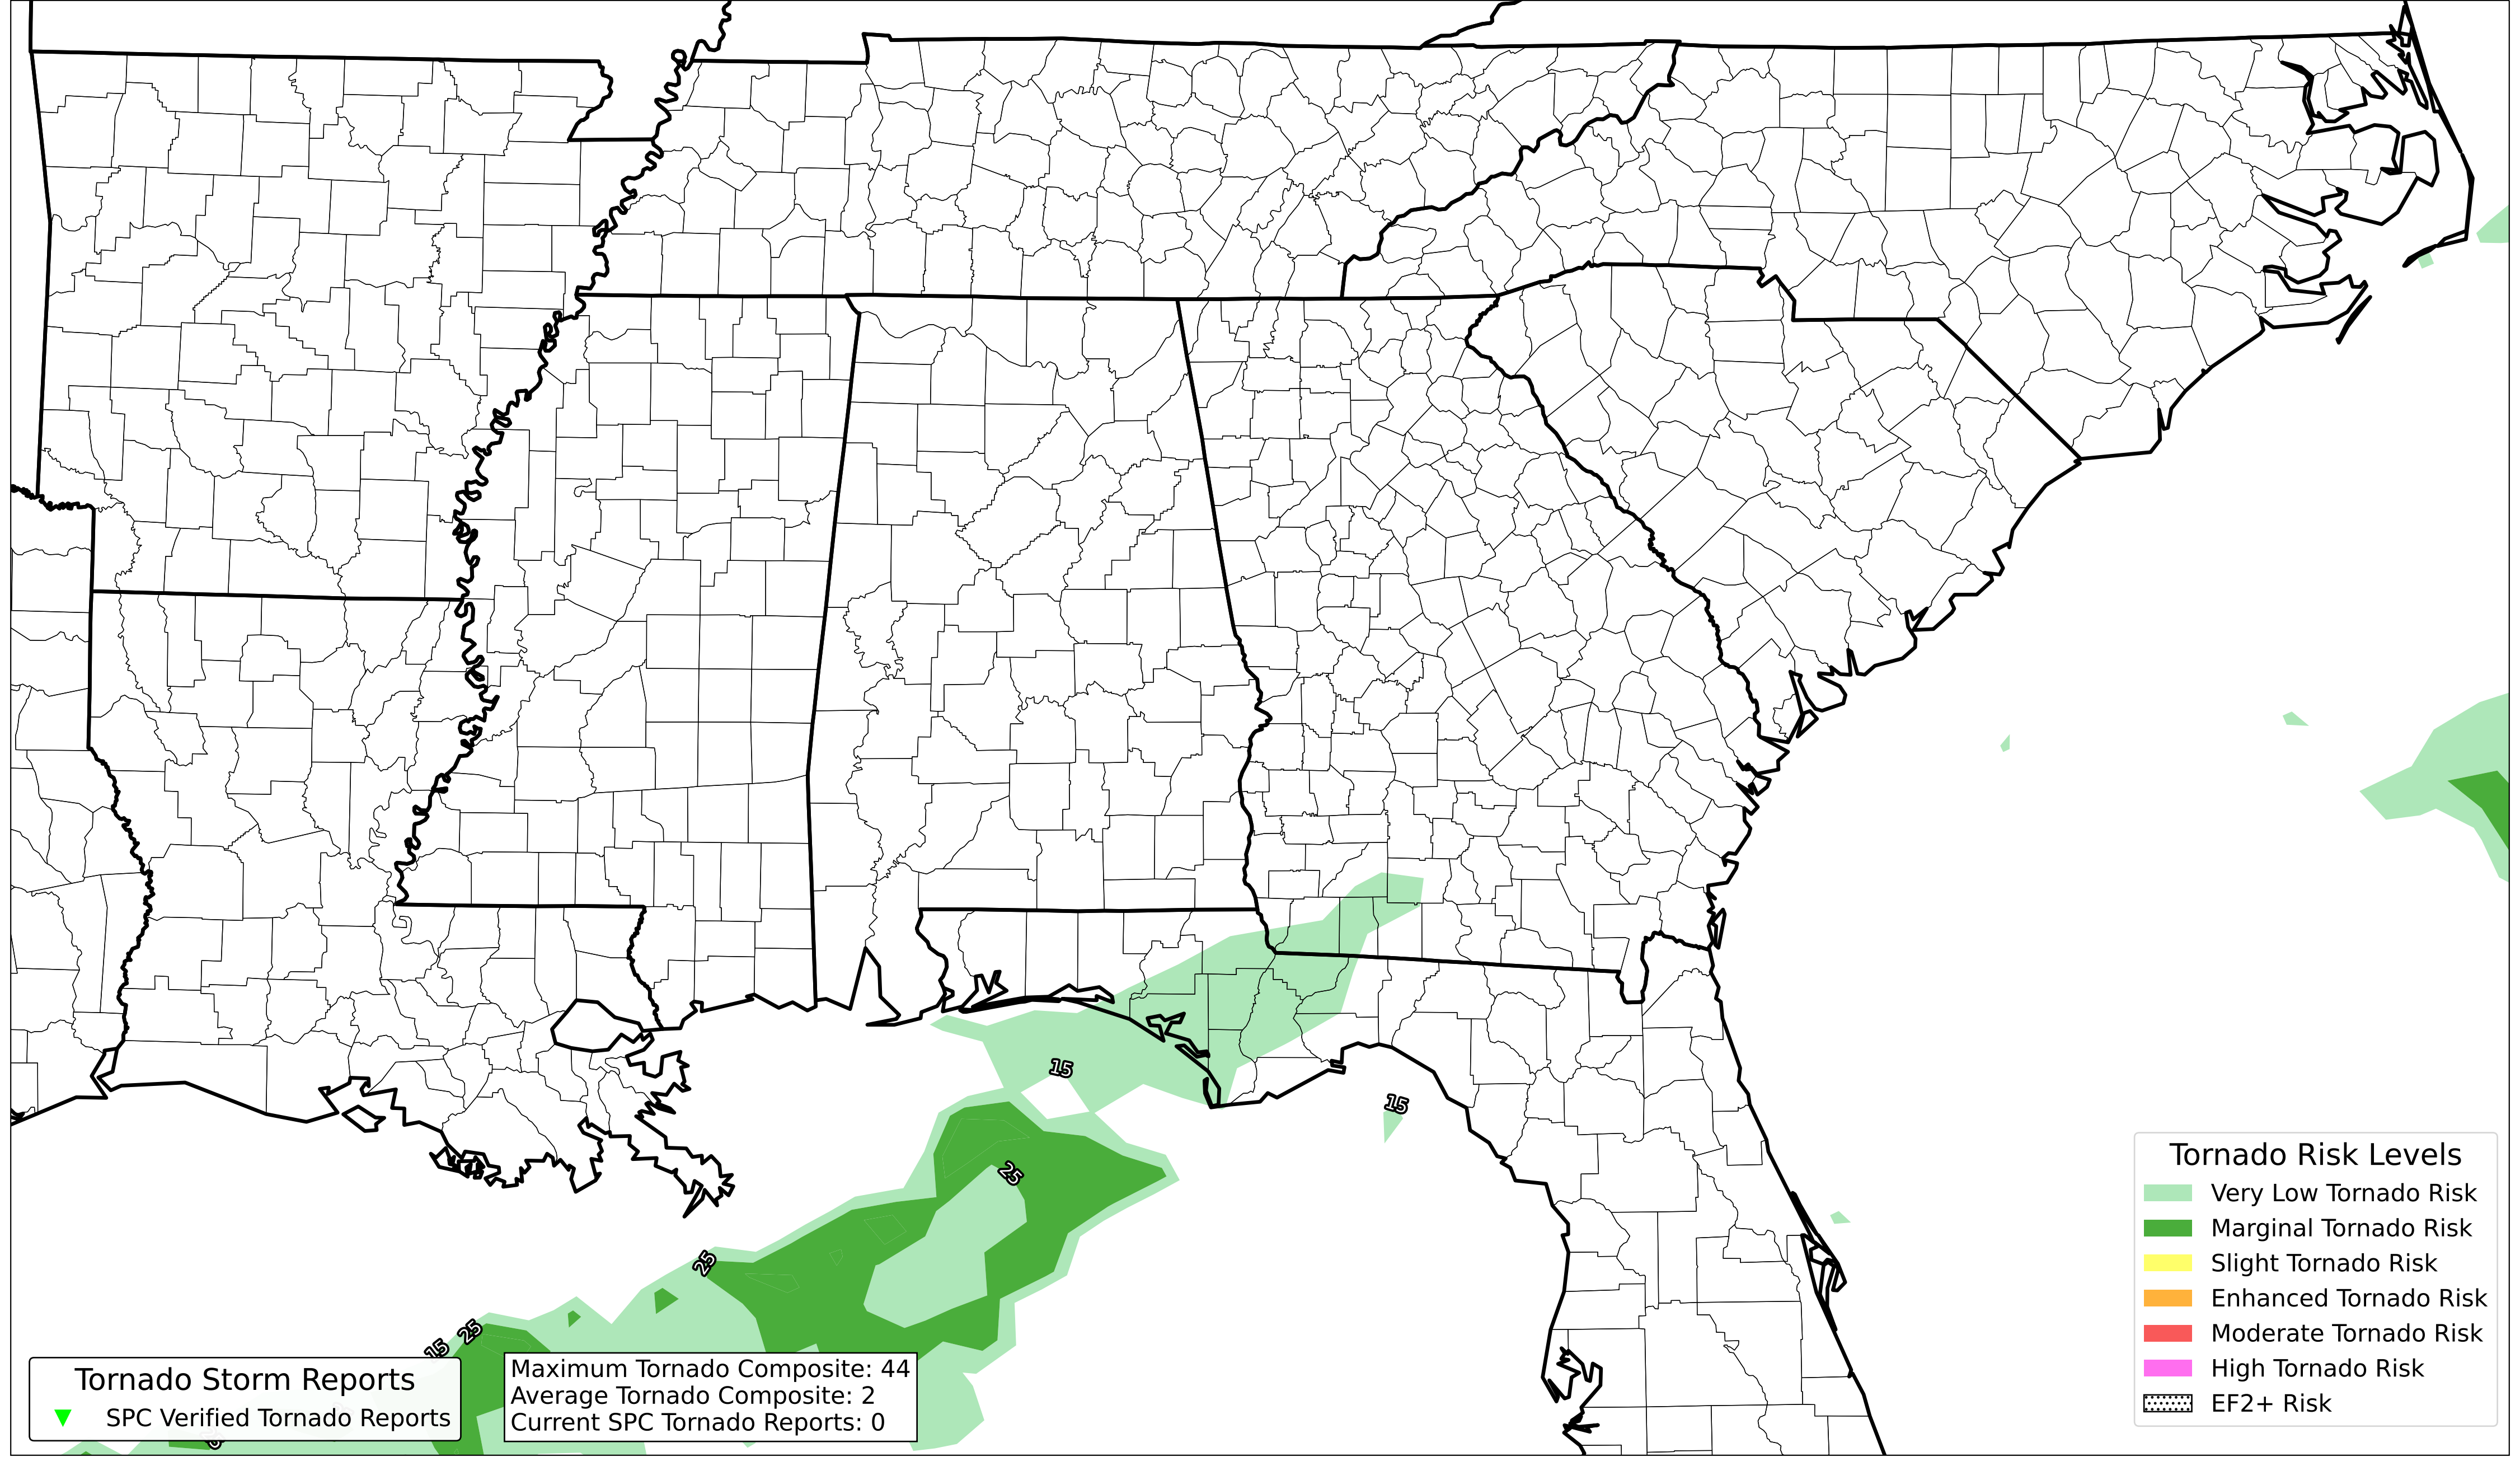 15
15
25
25
25
15
Tornado Risk Levels
Very Low Tornado Risk
Marginal Tornado Risk
Slight Tornado Risk
Enhanced Tornado Risk
Moderate Tornado Risk
High Tornado Risk
EF2+ Risk
Tornado Storm Reports
SPC Verified Tornado Reports
Maximum Tornado Composite: 44
Average Tornado Composite: 2
Current SPC Tornado Reports: 0